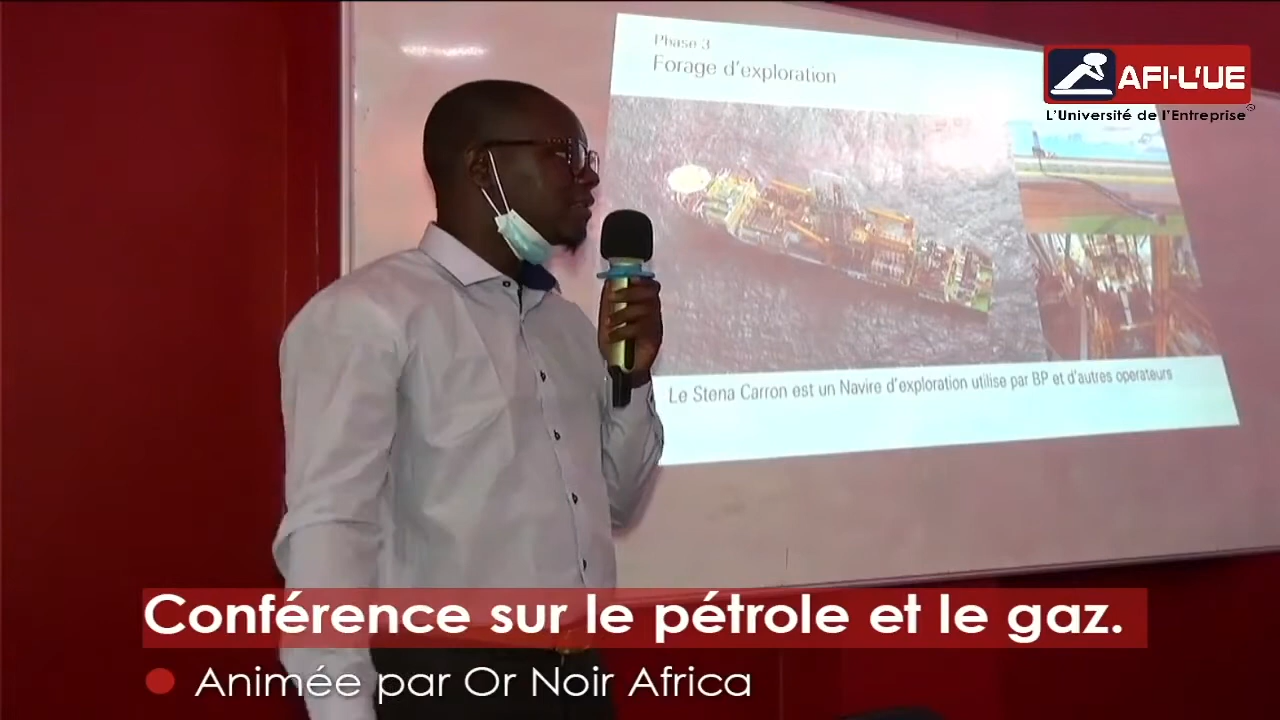 Phase 3
Forage d'exploration
AFI-L'UE
L'Université de l'Entreprise
Le Stena Carron est un Navire d'exploration utilise par BP et d'autres operateurs
Conférence sur le pétrole et le gaz.
Animée par Or Noir Africa